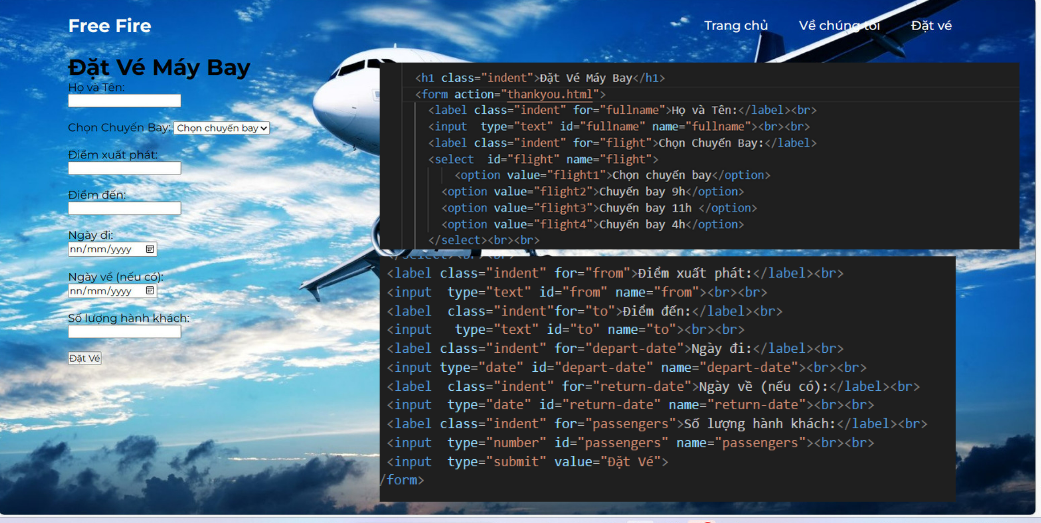 Free Fire
Trang chủ Về chúng tôi Đặt vé
Đặt Vé Máy Bay
Họ và Tên:
Chọn Chuyến Bay: Chọn chuyến bay
Điểm xuất phát:
Điểm đến:
Ngày đi:
nn/mm/yyyy
Ngày về (nếu có):
nn/mm/yyyy
Số lượng hành khách:
Đặt Vé
<h1 class="indent">Đặt Vé Máy Bay</h1>
<form action="thankyou.html">
<label class="indent" for="fullname">Họ và Tên:</label><br>
<input  type="text" id="fullname" name="fullname"><br><br>
<label class="indent" for="flight">Chọn Chuyến Bay:</label>
<select  id="flight" name="flight">
<option value="flight1">Chọn chuyến bay</option>
<option value="flight2">Chuyến bay 9h</option>
<option value="flight3">Chuyến bay 11h </option>
<option value="flight4">Chuyến bay 4h</option>
</select><br><br>
</select><br><br>
<label class="indent" for="from">Điểm xuất phát:</label><br>
<input  type="text" id="from" name="from"><br><br>
<label  class="indent"for="to">Điểm đến:</label><br>
<input   type="text" id="to" name="to"><br><br>
<label class="indent" for="depart-date">Ngày đi:</label><br>
<input type="date" id="depart-date" name="depart-date"><br><br>
<label  class="indent" for="return-date">Ngày về (nếu có):</label><br>
<input  type="date" id="return-date" name="return-date"><br><br>
<label class="indent" for="passengers">Số lượng hành khách:</label><br>
<input  type="number" id="passengers" name="passengers"><br><br>
<input  type="submit" value="Đặt Vé">
/form>